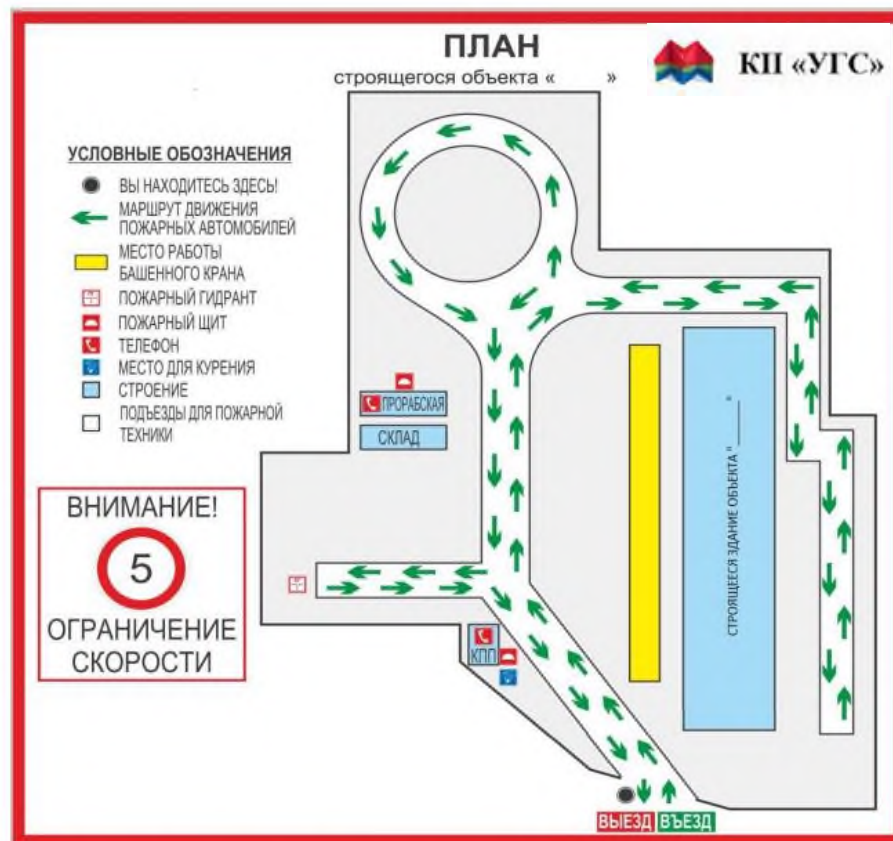 ПЛАН
строящегося объекта « »
КП «УГС»
УСЛОВНЫЕ ОБОЗНАЧЕНИЯ
ВЫ НАХОДИТЕСЬ ЗДЕСЬ!
МАРШРУТ ДВИЖЕНИЯ
ПОЖАРНЫХ АВТОМОБИЛЕЙ
МЕСТО РАБОТЫ
БАШЕННОГО КРАНА
ПОЖАРНЫЙ ГИДРАНТ
ПОЖАРНЫЙ ЩИТ
ТЕЛЕФОН
МЕСТО ДЛЯ КУРЕНИЯ
СТРОЕНИЕ
ПОДЪЕЗДЫ ДЛЯ ПОЖАРНОЙ
ТЕХНИКИ
ВНИМАНИЕ!
5
ОГРАНИЧЕНИЕ
СКОРОСТИ
ПРОРАБСКАЯ
СКЛАД
КПП
СТРОЯЩЕЕСЯ ЗДАНИЕ ОБЪЕКТА "______"
ВЫЕЗД ВЪЕЗД